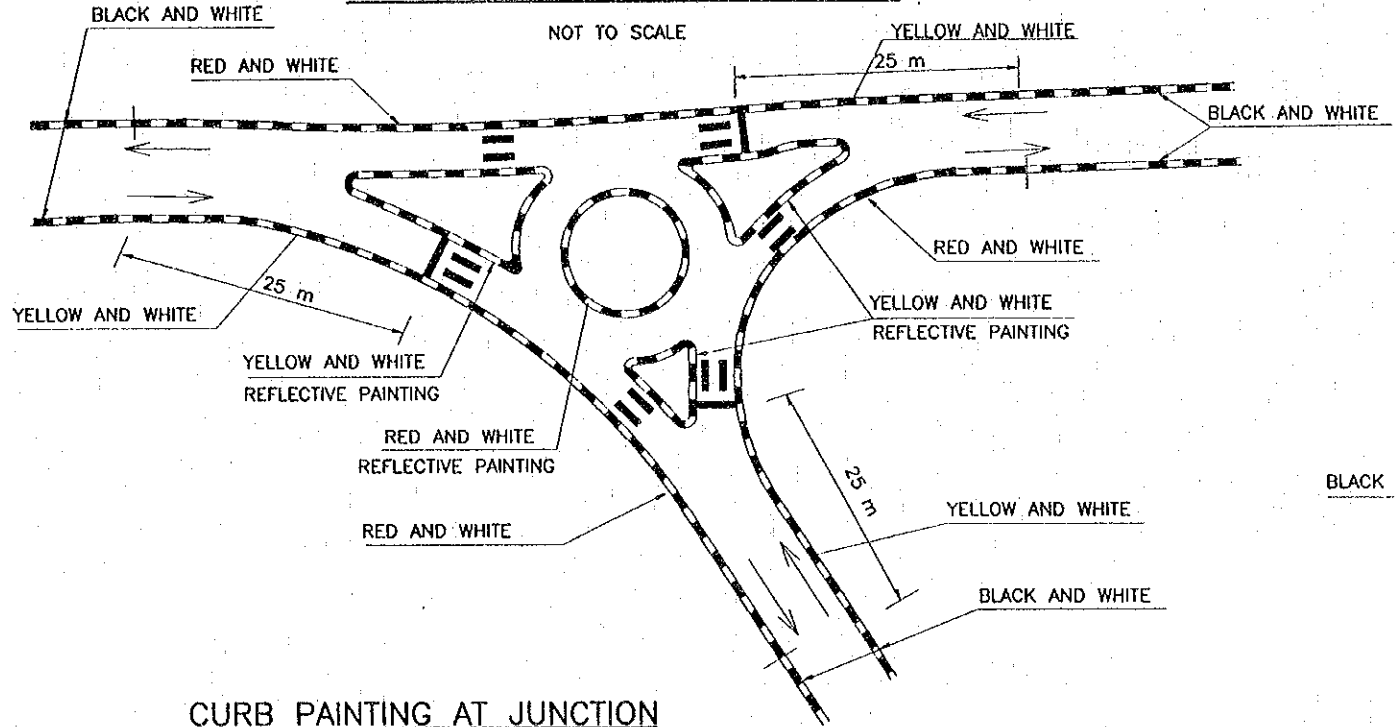 BLACK AND WHITE
NOT TO SCALE
YELLOW AND WHITE
RED AND WHITE
25 m
BLACK AND WHITE
RED AND WHITE
25 m
YELLOW AND WHITE
YELLOW AND WHITE
REFLECTIVE PAINTING
YELLOW AND WHITE
REFLECTIVE PAINTING
RED AND WHITE
REFLECTIVE PAINTING
25 m
BLACK
RED AND WHITE
YELLOW AND WHITE
BLACK AND WHITE
CURB PAINTING AT JUNCTION